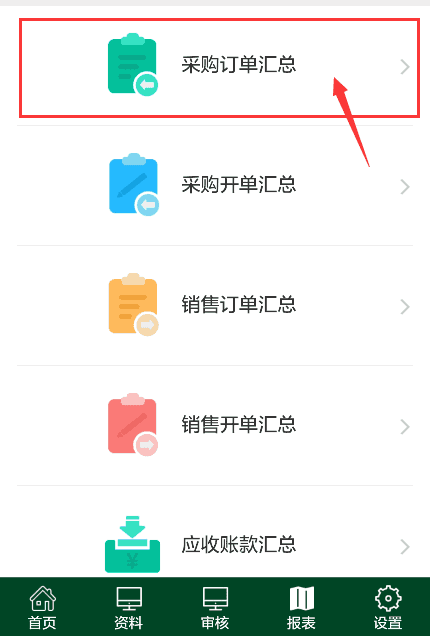 采购订单汇总
采购开单汇总
销售订单汇总
销售开单汇总
应收账款汇总
¥
首页 资料 审核 报表 设置